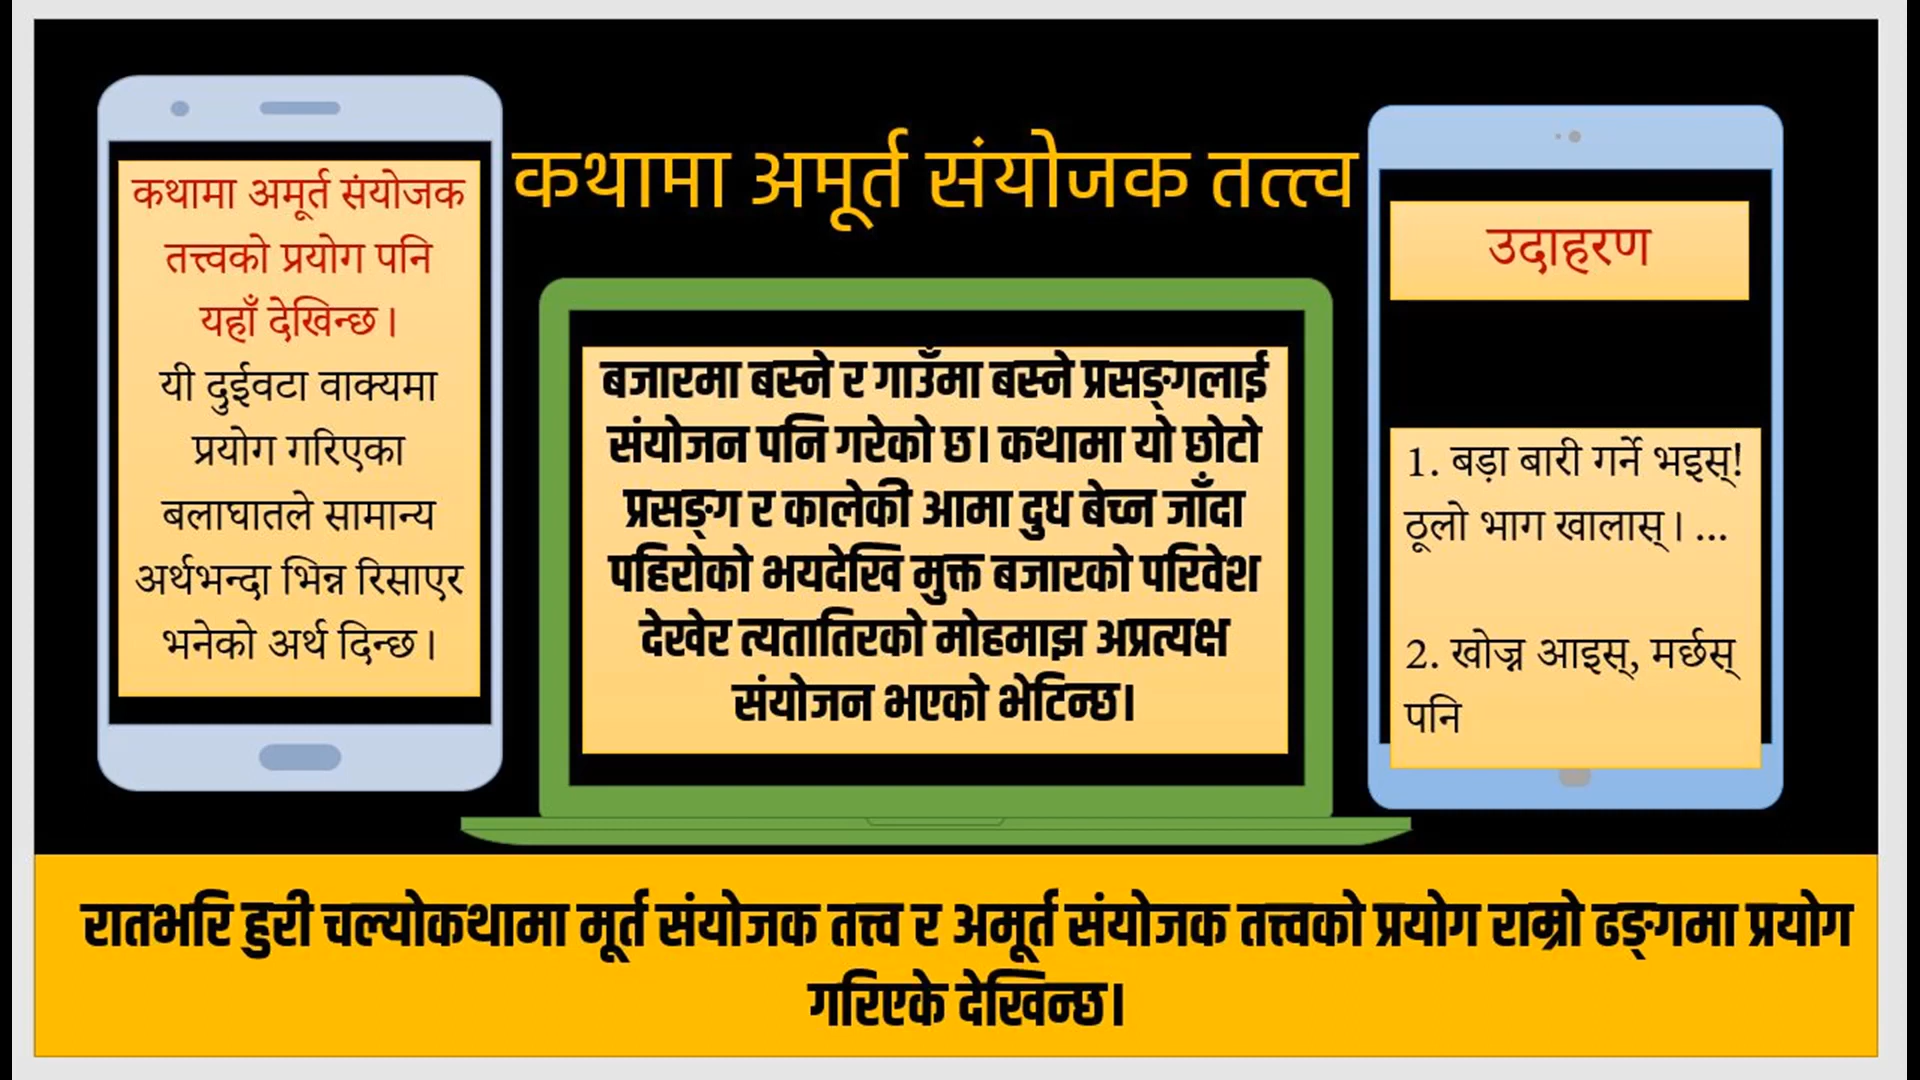 कथामा अमूर्त संयोजक तत्त्व
कथामा अमूर्त संयोजक
तत्त्वको प्रयोग पनि
यहाँ देखिन्छ।
यी दुईवटा वाक्यमा
प्रयोग गरिएका
बलाघातले सामान्य
अर्थभन्दा भिन्न रिसाएर
भनेको अर्थ दिन्छ।
बजारमा बस्ने र गाउँमा बस्ने प्रसङ्गलाई
संयोजन पनि गरेको छ। कथामा यो छोटो
प्रसङ्ग र कालेकी आमा दुध बेच्न जाँदा
पहिरोको भयदेखि मुक्त बजारको परिवेश
देखेर त्यतातिरको मोहमाझ अप्रत्यक्ष
संयोजन भएको भेटिन्छ।
उदाहरण
1. बड़ा बारी गर्ने भइस्!
ठूलो भाग खालास्। ...
2. खोज्न आइस्, मर्छस्
पनि
रातभरि हुरी चल्योकथामा मूर्त संयोजक तत्त्व र अमूर्त संयोजक तत्त्वको प्रयोग राम्रो ढङ्गमा प्रयोग
गरिएके देखिन्छ।